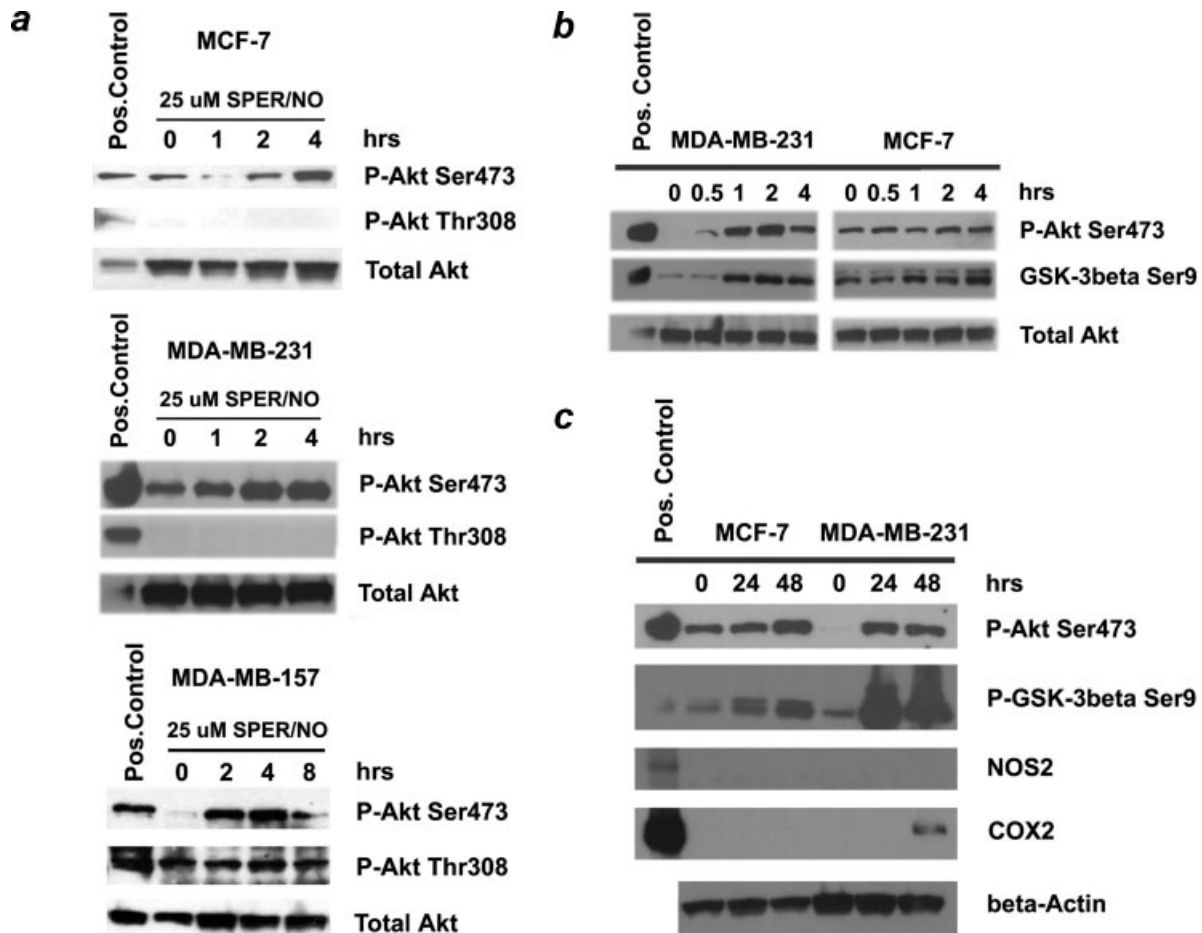 a
MCF-7
Pos.Control
25 uM SPER/NO
0 1 2 4 hrs
P-Akt Ser473
P-Akt Thr308
Total Akt
MDA-MB-231
Pos.Control
25 uM SPER/NO
0 1 2 4 hrs
P-Akt Ser473
P-Akt Thr308
Total Akt
MDA-MB-157
Pos.Control
25 uM SPER/NO
0 2 4 8 hrs
P-Akt Ser473
P-Akt Thr308
Total Akt
b
Pos. Control
MDA-MB-231 MCF-7
0 0.5 1 2 4 0 0.5 1 2 4 hrs
P-Akt Ser473
GSK-3beta Ser9
Total Akt
c
Pos. Control
MCF-7 MDA-MB-231
0 24 48 0 24 48 hrs
P-Akt Ser473
P-GSK-3beta Ser9
NOS2
COX2
beta-Actin